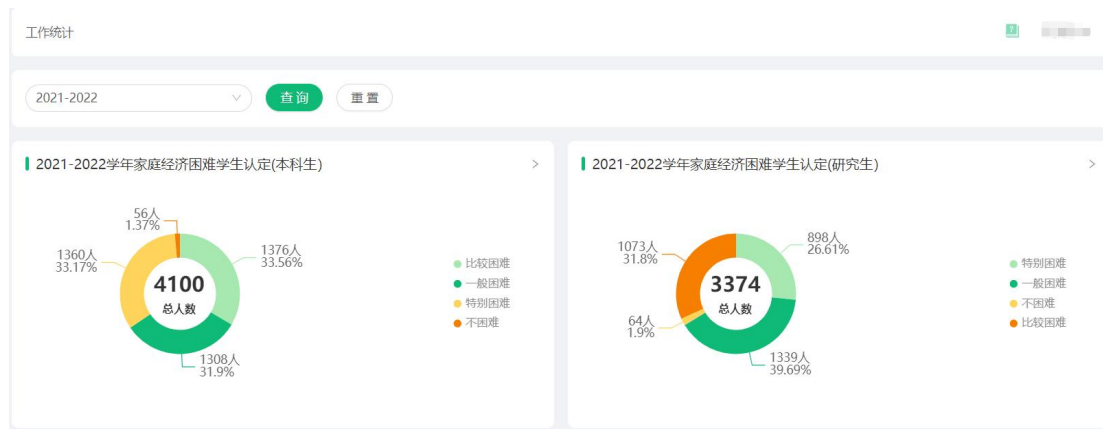 工作统计
2021-2022
查询
重置
2021-2022学年家庭经济困难学生认定(本科生)
56人
1.37%
1360人
33.17%
1376人
33.56%
4100
总人数
1308人
31.9%
比较困难
一般困难
特别困难
不困难
2021-2022学年家庭经济困难学生认定(研究生)
1073人
31.8%
898人
26.61%
3374
总人数
64人
1.9%
1339人
39.69%
特别困难
一般困难
不困难
比较困难